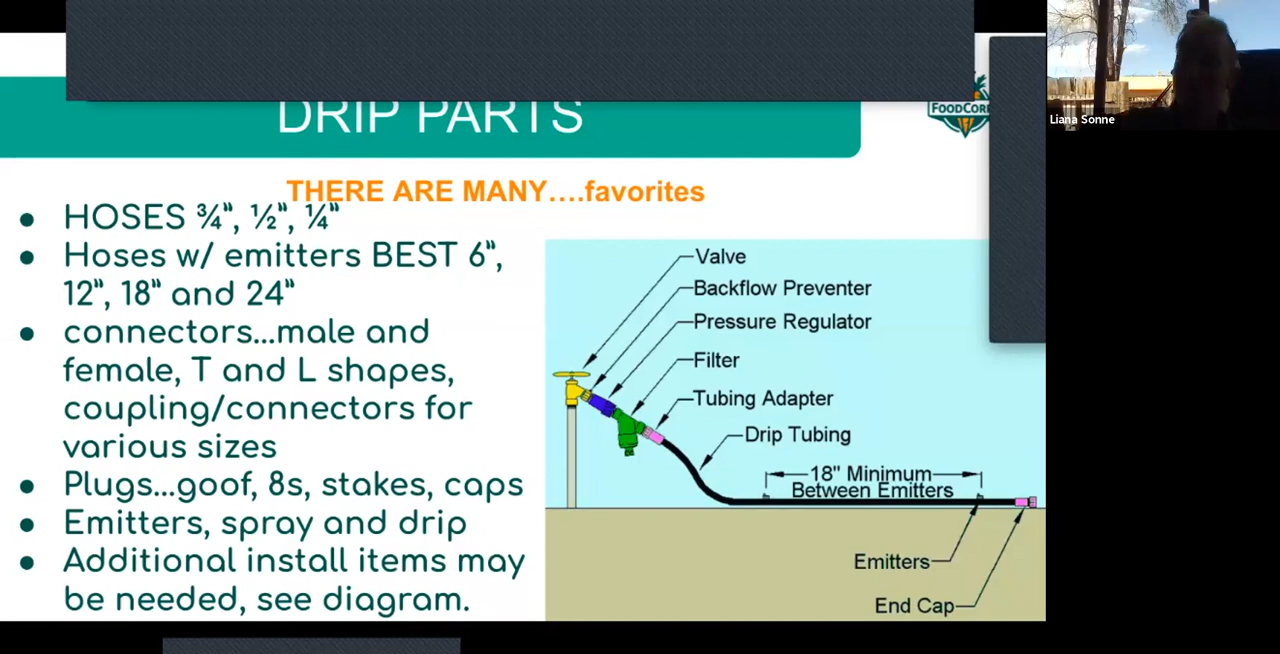 DRIP PARTS
FOODCOR
Liana Sonne
THERE ARE MANY....favorites
● HOSES ¾”, ½”, ¼”
● Hoses w/ emitters BEST 6”,
12”, 18” and 24”
● connectors...male and
female, T and L shapes,
coupling/connectors for
various sizes
● Plugs...goof, 8s, stakes, caps
● Emitters, spray and drip
● Additional install items may
be needed, see diagram.
Valve
Backflow Preventer
Pressure Regulator
Filter
Tubing Adapter
Drip Tubing
18" Minimum
Between Emitters
Emitters
End Cap